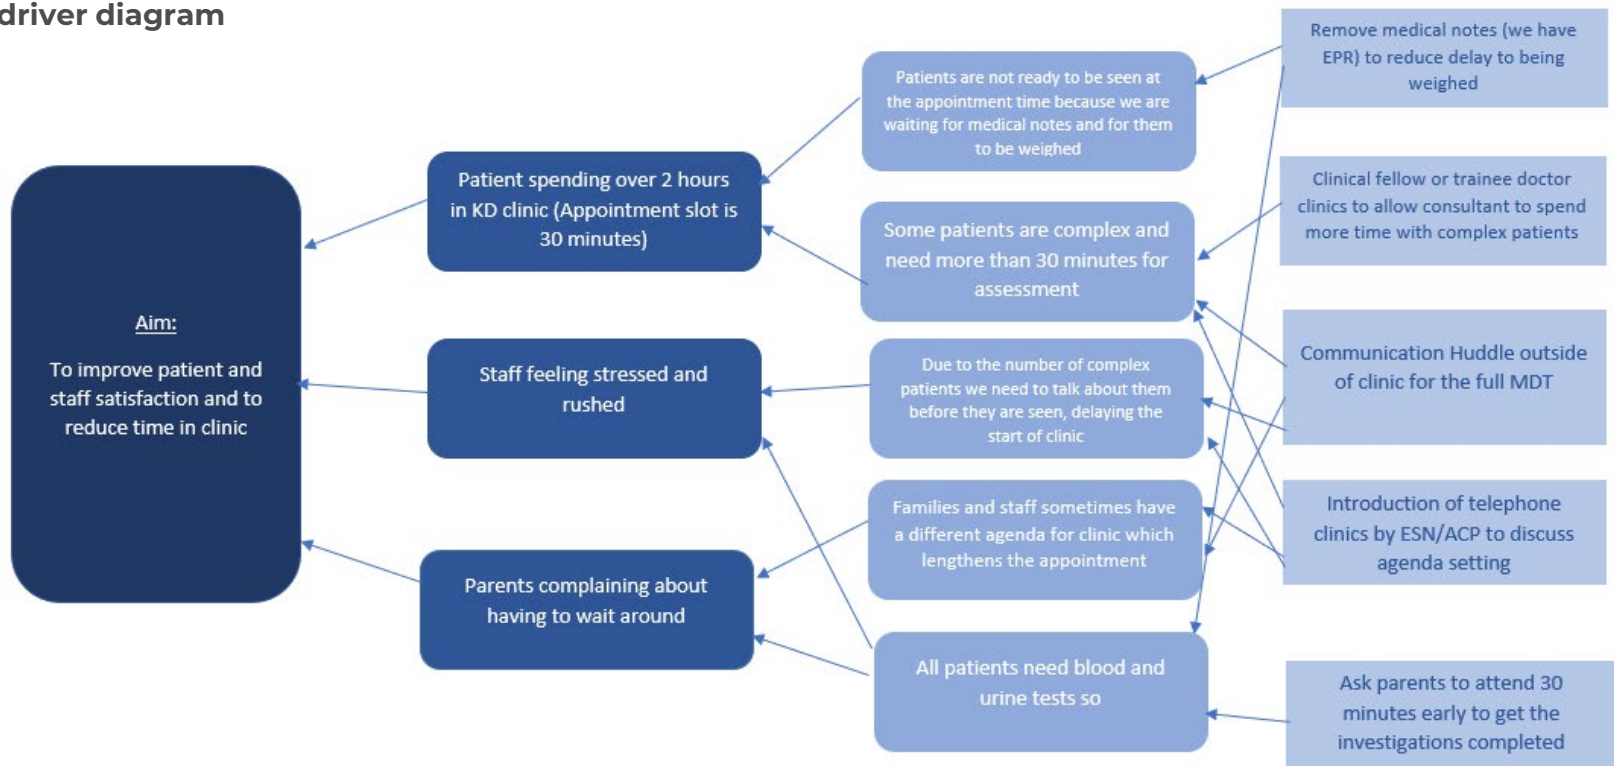 driver diagram
Aim:
To improve patient and
staff satisfaction and to
reduce time in clinic
Patient spending over 2 hours
in KD clinic (Appointment slot is
30 minutes)
Staff feeling stressed and
rushed
Parents complaining about
having to wait around
Patients are not ready to be seen at
the appointment time because we are
waiting for medical notes and for them
to be weighed
Some patients are complex and
need more than 30 minutes for
assessment
Due to the number of complex
patients we need to talk about them
before they are seen, delaying the
start of clinic
Families and staff sometimes have
a different agenda for clinic which
lengthens the appointment
All patients need blood and
urine tests so
Remove medical notes (we have
EPR) to reduce delay to being
weighed
Clinical fellow or trainee doctor
clinics to allow consultant to spend
more time with complex patients
Communication Huddle outside
of clinic for the full MDT
Introduction of telephone
clinics by ESN/ACP to discuss
agenda setting
Ask parents to attend 30
minutes early to get the
investigations completed